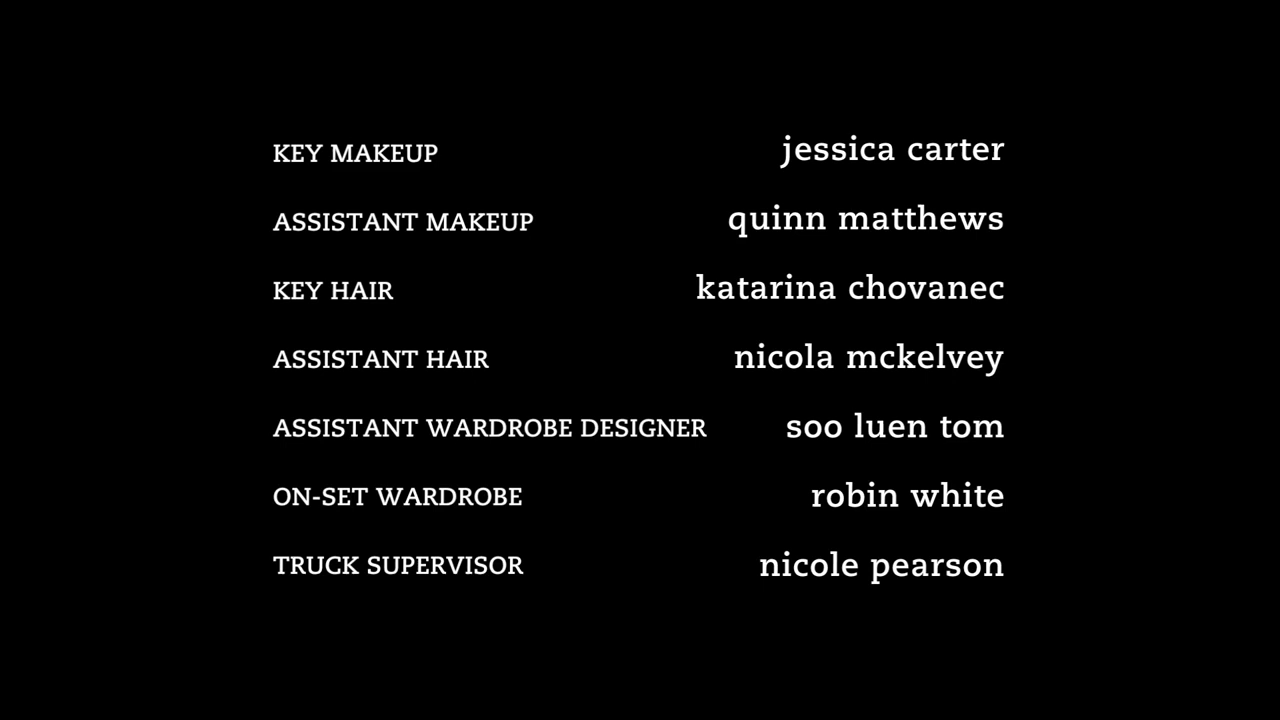 KEY MAKEUP jessica carter
ASSISTANT MAKEUP quinn matthews
KEY HAIR katarina chovanec
ASSISTANT HAIR nicola mckelvey
ASSISTANT WARDROBE DESIGNER soo luen tom
ON-SET WARDROBE robin white
TRUCK SUPERVISOR nicole pearson